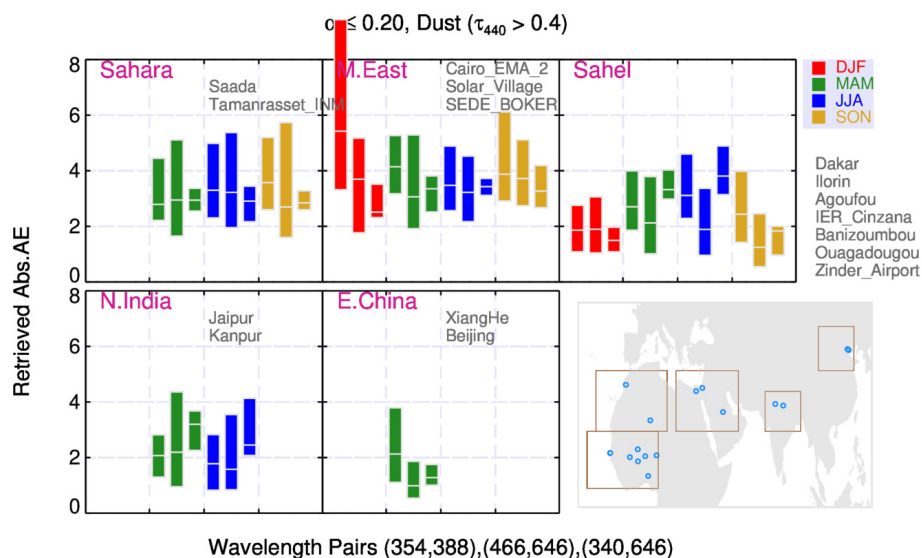 α ≤ 0.20, Dust (τ440 > 0.4)
Retrieved Abs.AE
8
6
4
2
0
Sahara
Saada
Tamanrasset_INM
M.East
Cairo_EMA_2
Solar_Village
SEDE_BOKER
Sahel
DJF
MAM
JJA
SON
Dakar
Ilorin
Agoufou
IER_Cinzana
Banizoumbou
Ouagadougou
Zinder_Airport
8
6
4
2
0
N.India
Jaipur
Kanpur
E.China
XiangHe
Beijing
Wavelength Pairs (354,388),(466,646),(340,646)